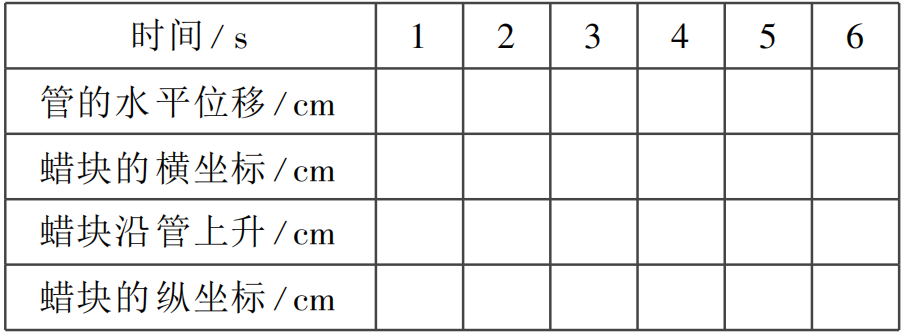 时间/s 1 2 3 4 5 6
管的水平位移/cm
蜡块的横坐标/cm
蜡块沿管上升/cm
蜡块的纵坐标/cm